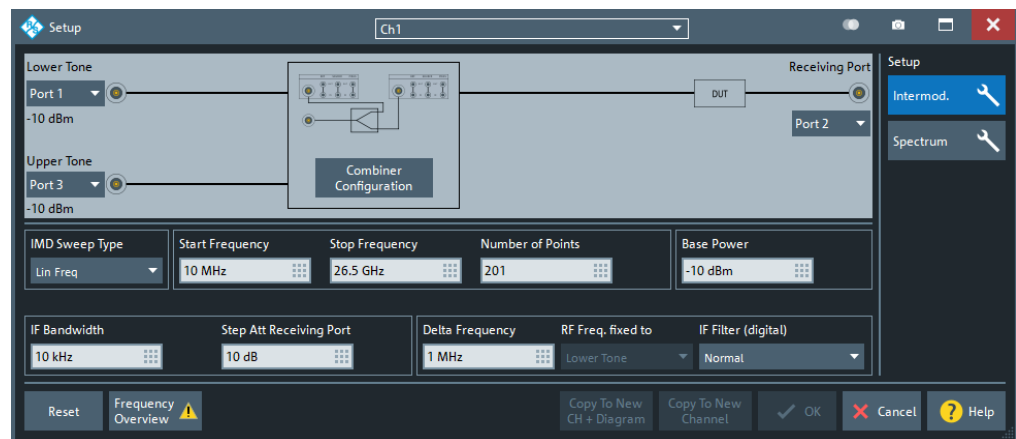 Setup
Ch1
Lower Tone
Port 1
-10 dBm
Upper Tone
Port 3
-10 dBm
Combiner
Configuration
DUT
Receiving Port
Port 2
Setup
Intermod.
Spectrum
IMD Sweep Type
Lin Freq
Start Frequency
10 MHz
Stop Frequency
26.5 GHz
Number of Points
201
Base Power
-10 dBm
IF Bandwidth
10 kHz
Step Att Receiving Port
10 dB
Delta Frequency
1 MHz
RF Freq. fixed to
Lower Tone
IF Filter (digital)
Normal
Reset
Frequency
Overview
Copy To New
CH + Diagram
Copy To New
Channel
OK
Cancel
? Help